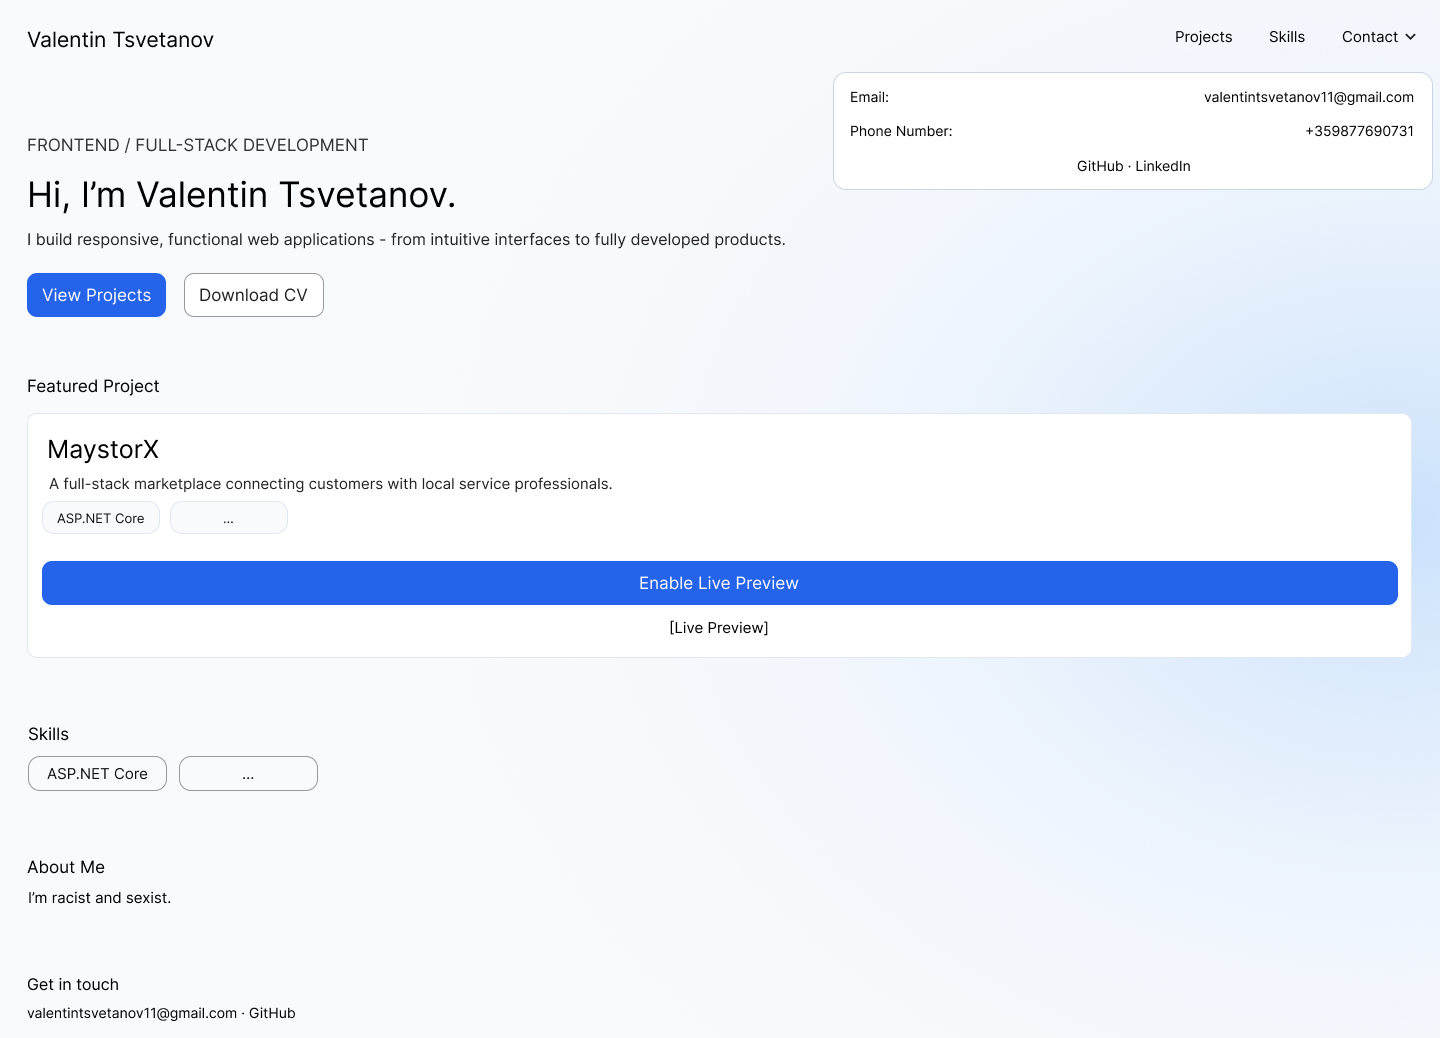 Valentin Tsvetanov
Projects Skills Contact
Email: valentintsvetanov11@gmail.com
Phone Number: +359877690731
GitHub · LinkedIn
FRONTEND / FULL-STACK DEVELOPMENT
Hi, I’m Valentin Tsvetanov.
I build responsive, functional web applications - from intuitive interfaces to fully developed products.
View Projects Download CV
Featured Project
MaystorX
A full-stack marketplace connecting customers with local service professionals.
ASP.NET Core ...
Enable Live Preview
[Live Preview]
Skills
ASP.NET Core ...
About Me
I’m racist and sexist.
Get in touch
valentintsvetanov11@gmail.com · GitHub